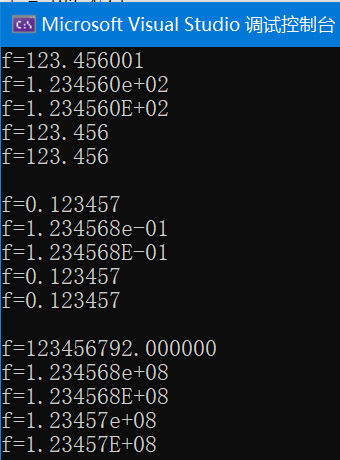 Microsoft Visual Studio 调试控制台
f=123.456001
f=1.234560e+02
f=1.234560E+02
f=123.456
f=123.456
f=0.123457
f=1.234568e-01
f=1.234568E-01
f=0.123457
f=0.123457
f=123456792.000000
f=1.234568e+08
f=1.234568E+08
f=1.23457e+08
f=1.23457E+08